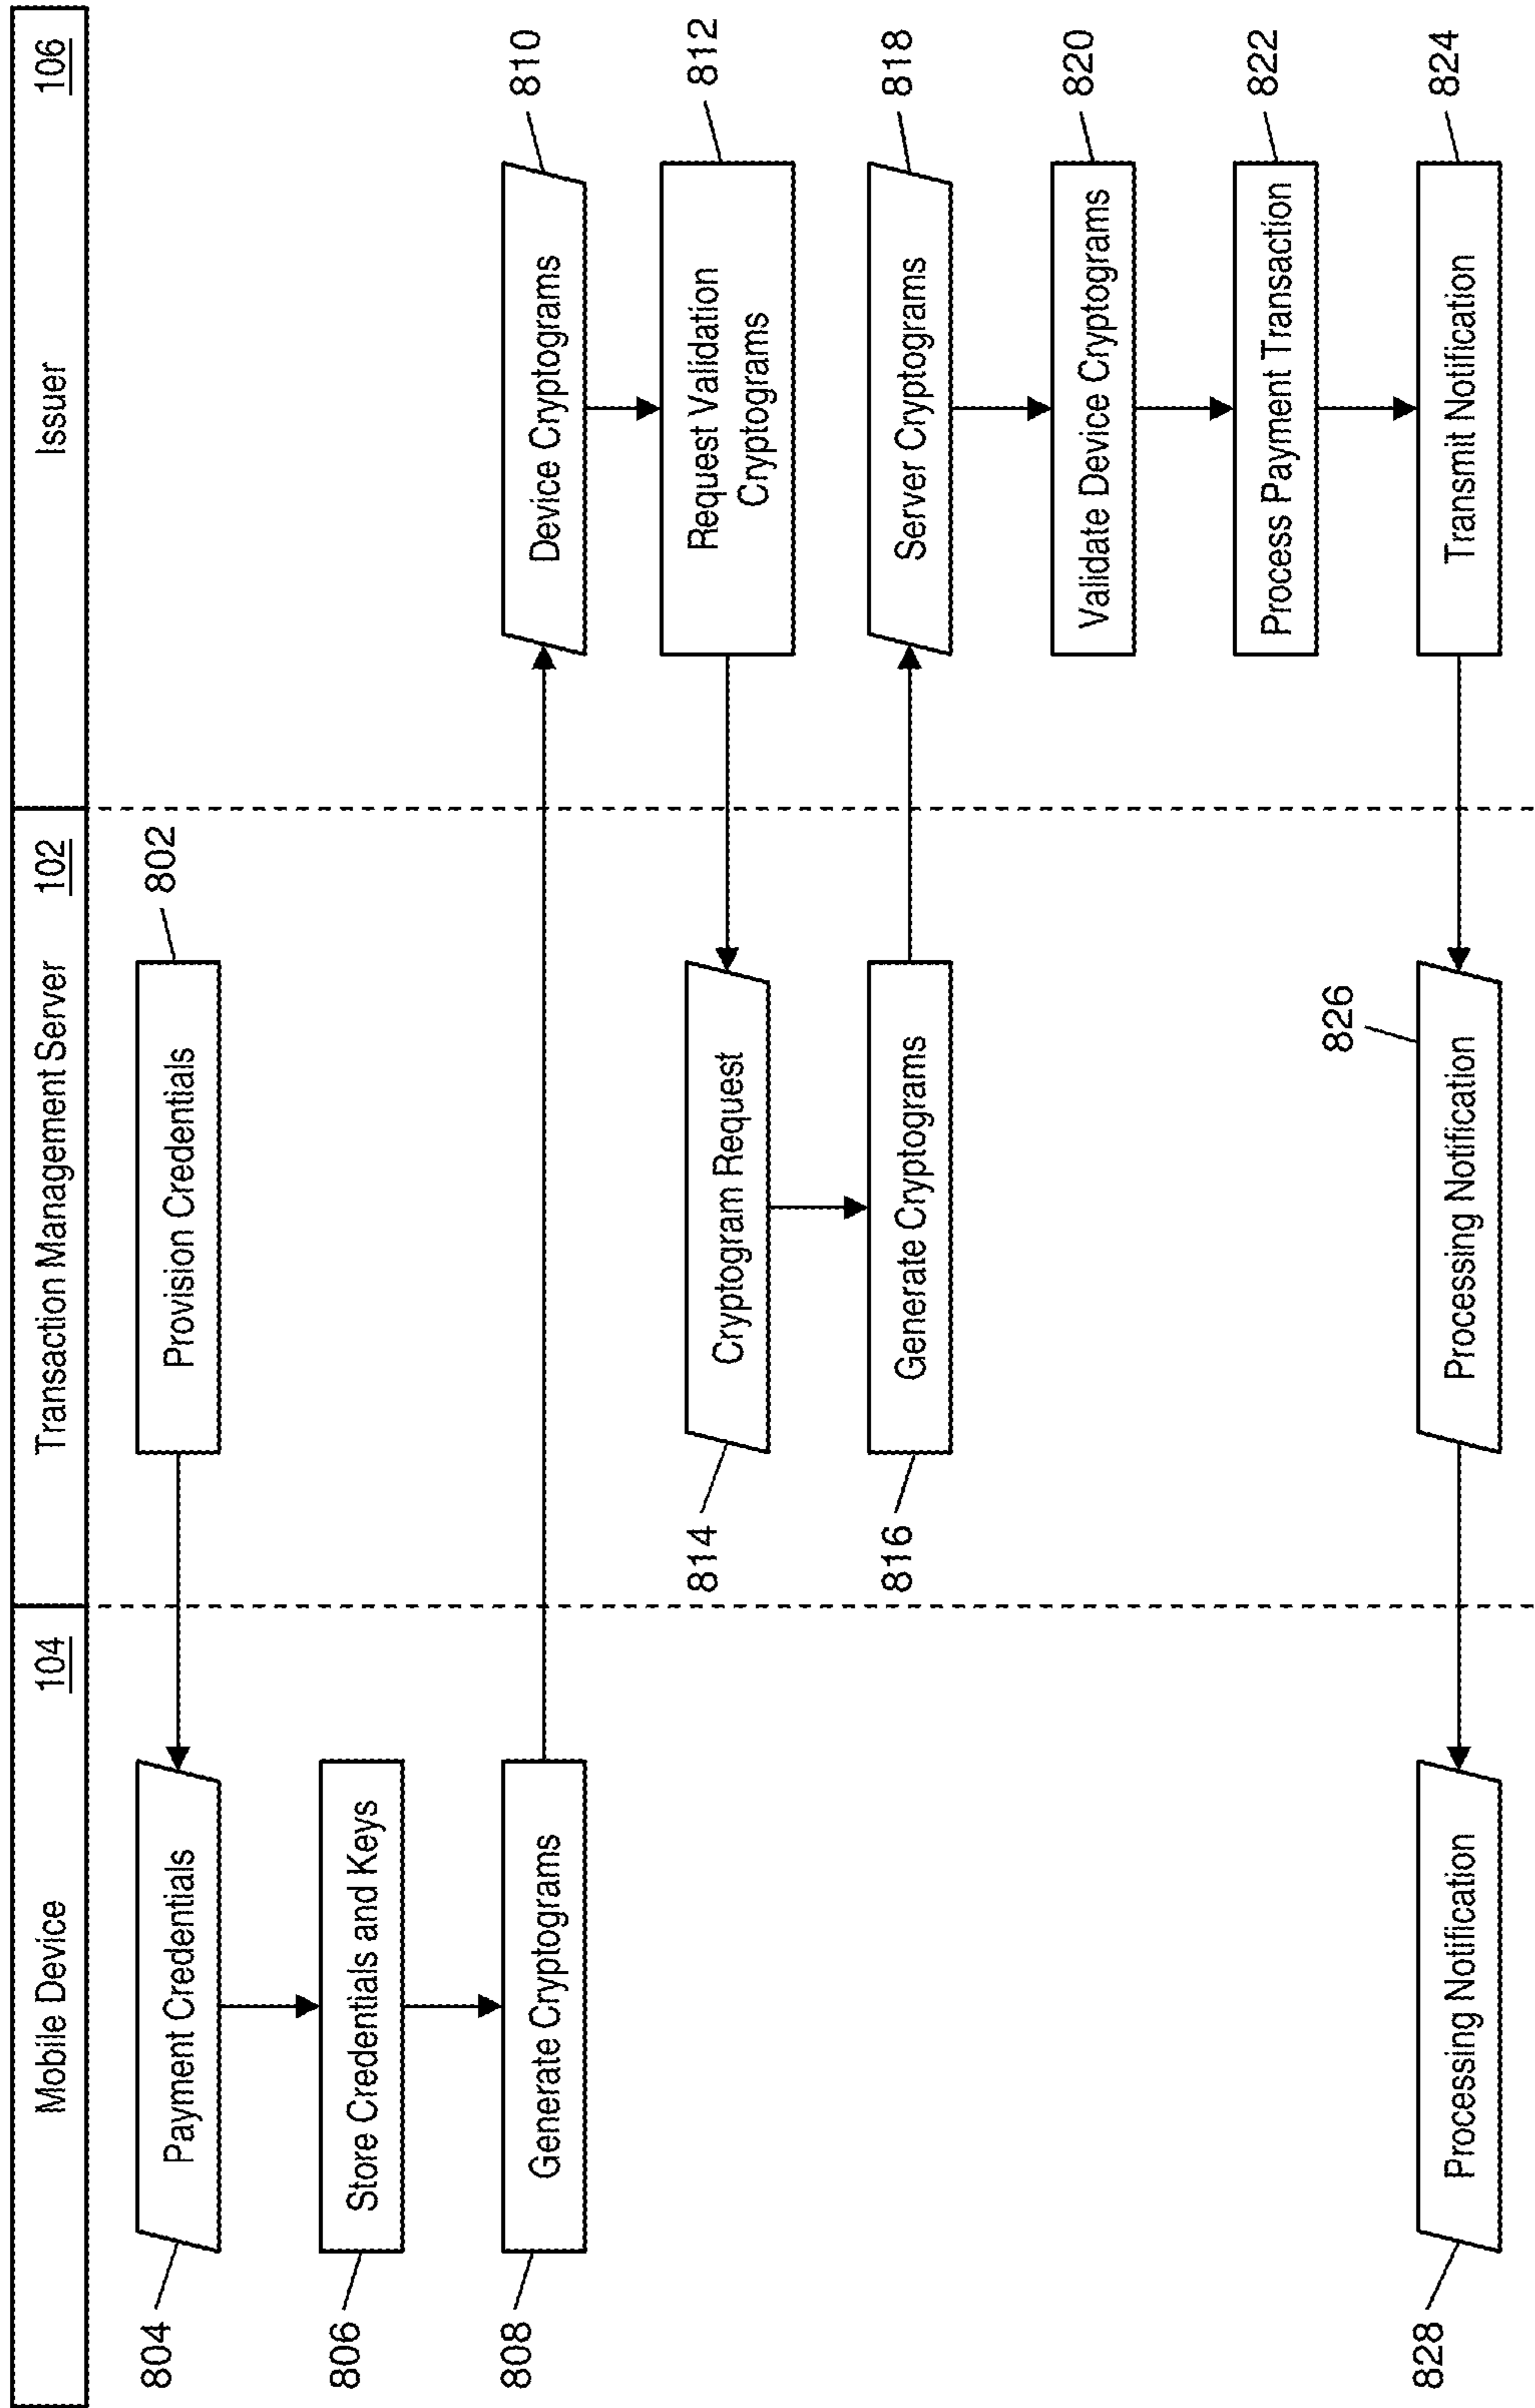 Mobile Device 104
Transaction Management Server 102
Issuer 106
Provision Credentials
802
804
Payment Credentials
806
Store Credentials and Keys
808
Generate Cryptograms
Device Cryptograms
810
Request Validation
Cryptograms
812
814
Cryptogram Request
816
Generate Cryptograms
Server Cryptograms
818
Validate Device Cryptograms
820
Process Payment Transaction
822
Transmit Notification
824
826
Processing Notification
828
Processing Notification